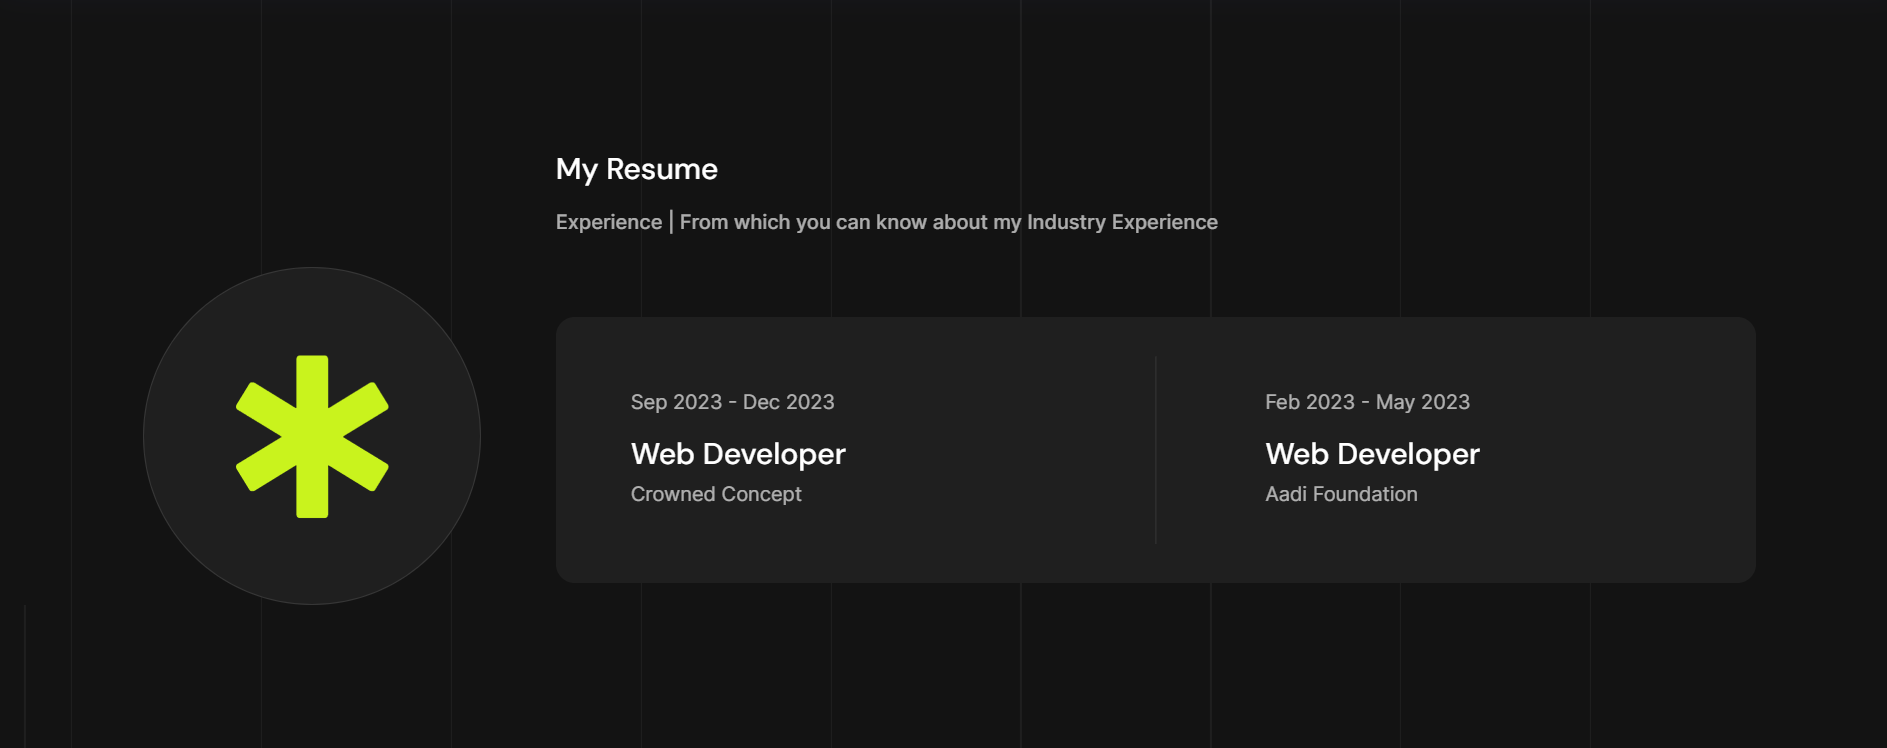 My Resume
Experience | From which you can know about my Industry Experience
Sep 2023 - Dec 2023
Web Developer
Crowned Concept
Feb 2023 - May 2023
Web Developer
Aadi Foundation